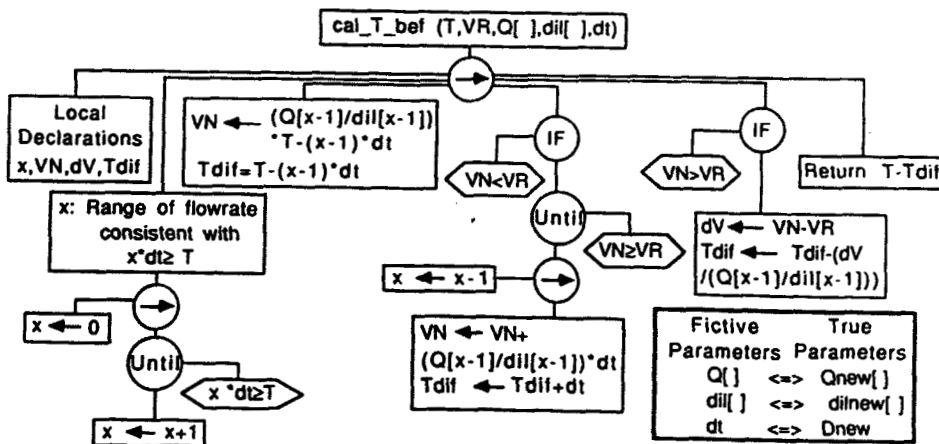 cal_T_bef (T,VR,Q[ ],dil[ ],dt)
Local
Declarations
x,VN,dV,Tdif
x: Range of flowrate
consistent with
x*dt≥ T
x ← 0
Until
x *dt≥T
x ← x+1
VN ← (Q[x-1]/dil[x-1])
*T-(x-1)*dt
Tdif=T-(x-1)*dt
IF
VN<VR
Until
VN≥VR
x ← x-1
VN ← VN+
(Q[x-1]/dil[x-1])*dt
Tdif ← Tdif+dt
IF
VN>VR
dV ← VN-VR
Tdif ← Tdif-(dV
/(Q[x-1]/dil[x-1]))
Return T-Tdif
Fictive True
Parameters Parameters
Q[ ] <=> Qnew[ ]
dil[ ] <=> dilnew[ ]
dt <=> Dnew